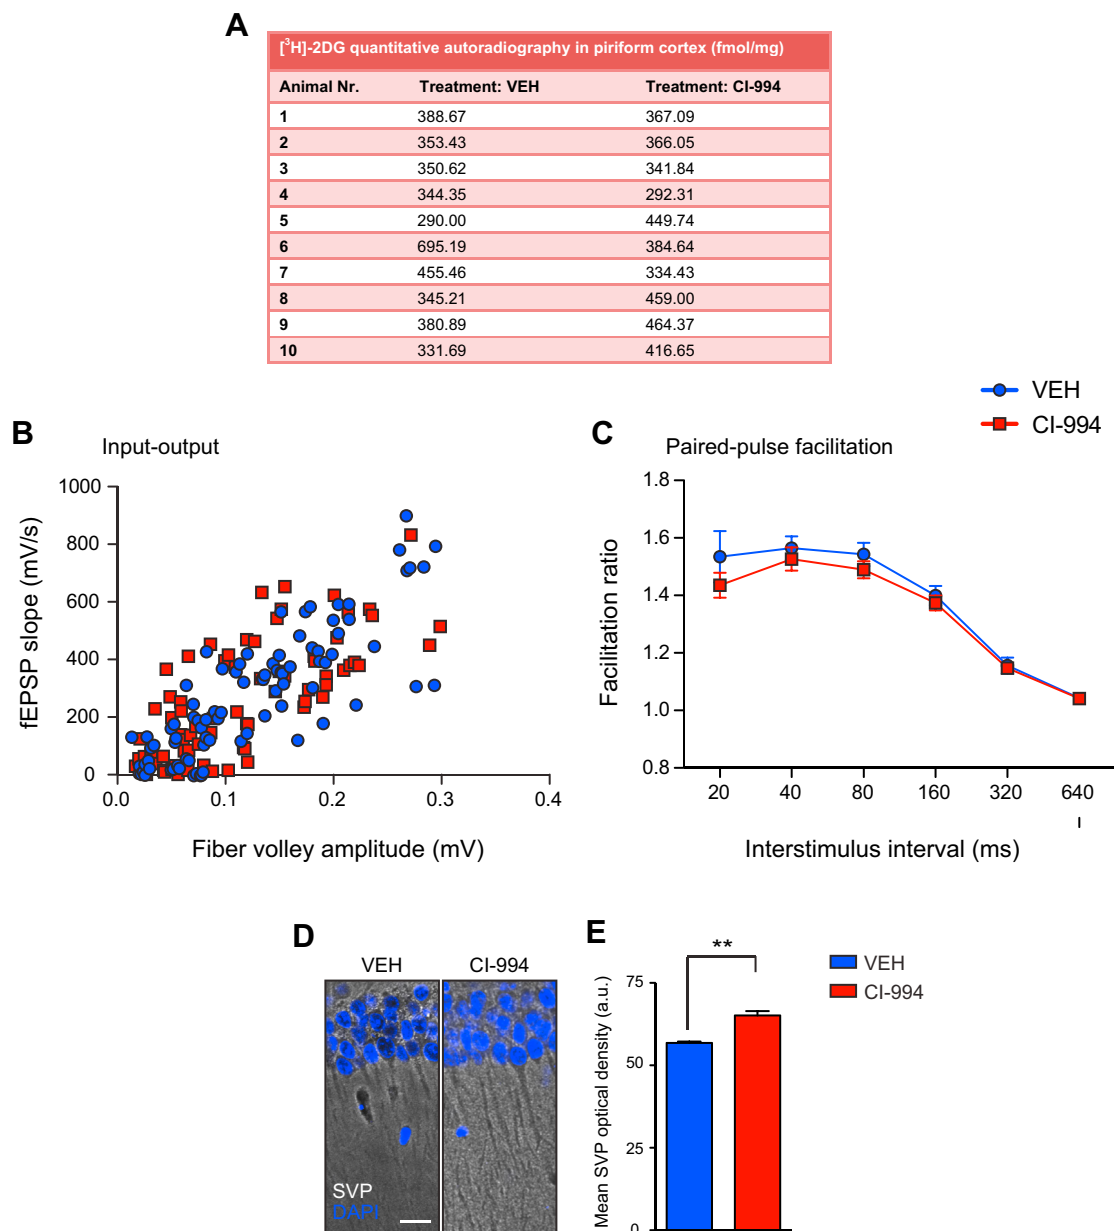 A
[³H]-2DG quantitative autoradiography in piriform cortex (fmol/mg)
Animal Nr. Treatment: VEH Treatment: CI-994
1 388.67 367.09
2 353.43 366.05
3 350.62 341.84
4 344.35 292.31
5 290.00 449.74
6 695.19 384.64
7 455.46 334.43
8 345.21 459.00
9 380.89 464.37
10 331.69 416.65
VEH
CI-994
B
Input-output
fEPSP slope (mV/s)
1000
800
600
400
200
0
0.0 0.1 0.2 0.3 0.4
Fiber volley amplitude (mV)
C
Paired-pulse facilitation
Facilitation ratio
1.8
1.6
1.4
1.2
1.0
0.8
20 40 80 160 320 640
Interstimulus interval (ms)
D
VEH CI-994
SVP
DAPI
E
**
VEH
CI-994
Mean SVP optical density (a.u.)
75
50
25
0